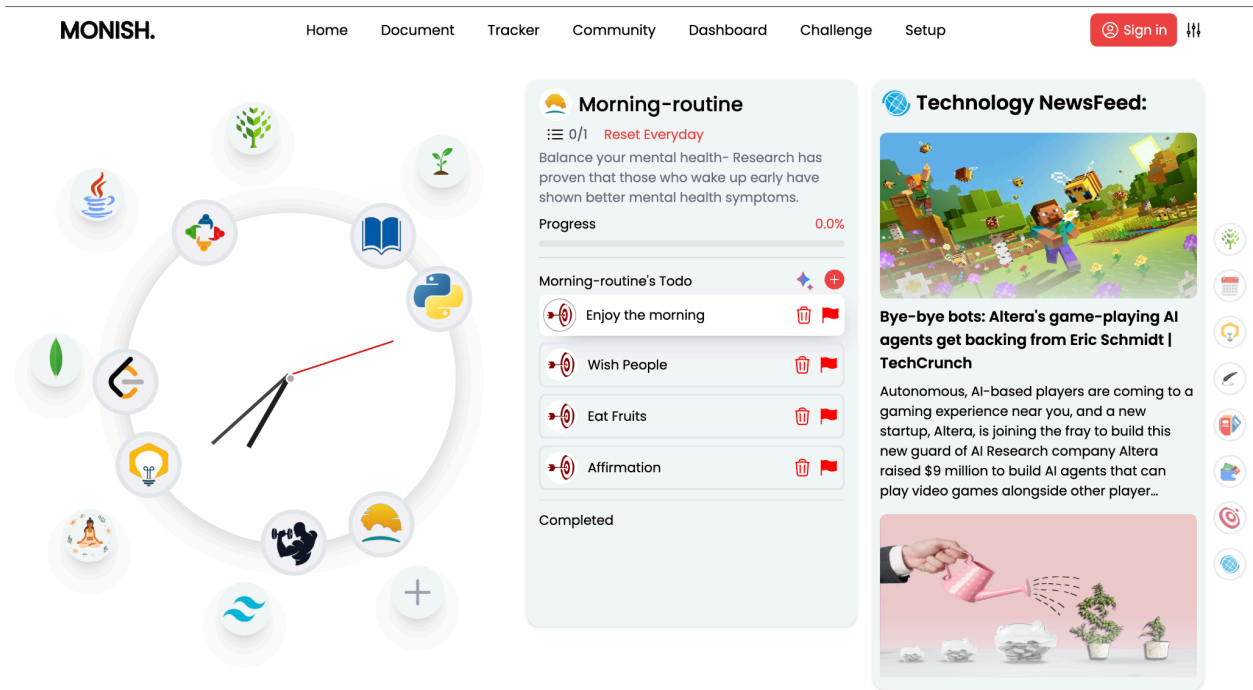 MONISH.
Home
Document
Tracker
Community
Dashboard
Challenge
Setup
Sign in
Morning-routine
0/1 Reset Everyday
Balance your mental health- Research has
proven that those who wake up early have
shown better mental health symptoms.
Progress 0.0%
Morning-routine's Todo
Enjoy the morning
Wish People
Eat Fruits
Affirmation
Completed
Technology NewsFeed:
Bye-bye bots: Altera's game-playing AI
agents get backing from Eric Schmidt |
TechCrunch
Autonomous, AI-based players are coming to a
gaming experience near you, and a new
startup, Altera, is joining the fray to build this
new guard of AI Research company Altera
raised $9 million to build AI agents that can
play video games alongside other player…